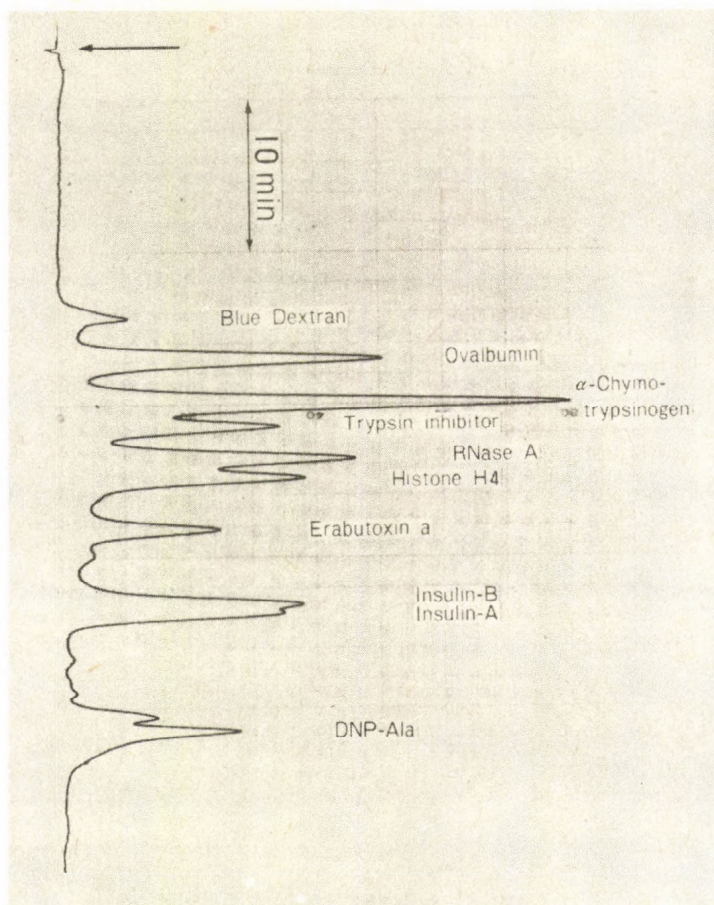 10 min
Blue Dextran
Ovalbumin
α-Chymo-
trypsinogen
Trypsin inhibitor
RNase A
Histone H4
Erabutoxin a
Insulin-B
Insulin-A
DNP-Ala